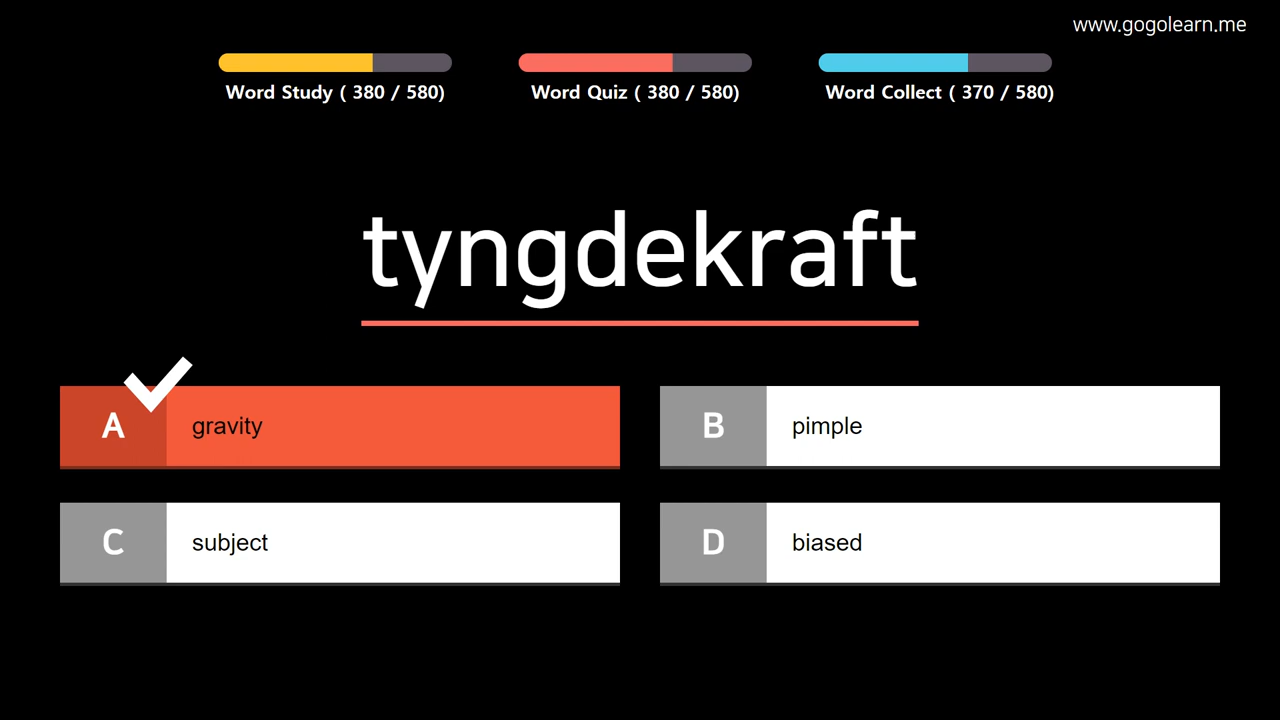 www.gogolearn.me
Word Study ( 380 / 580)
Word Quiz ( 380 / 580)
Word Collect ( 370 / 580)
tyngdekraft
A gravity
B pimple
C subject
D biased